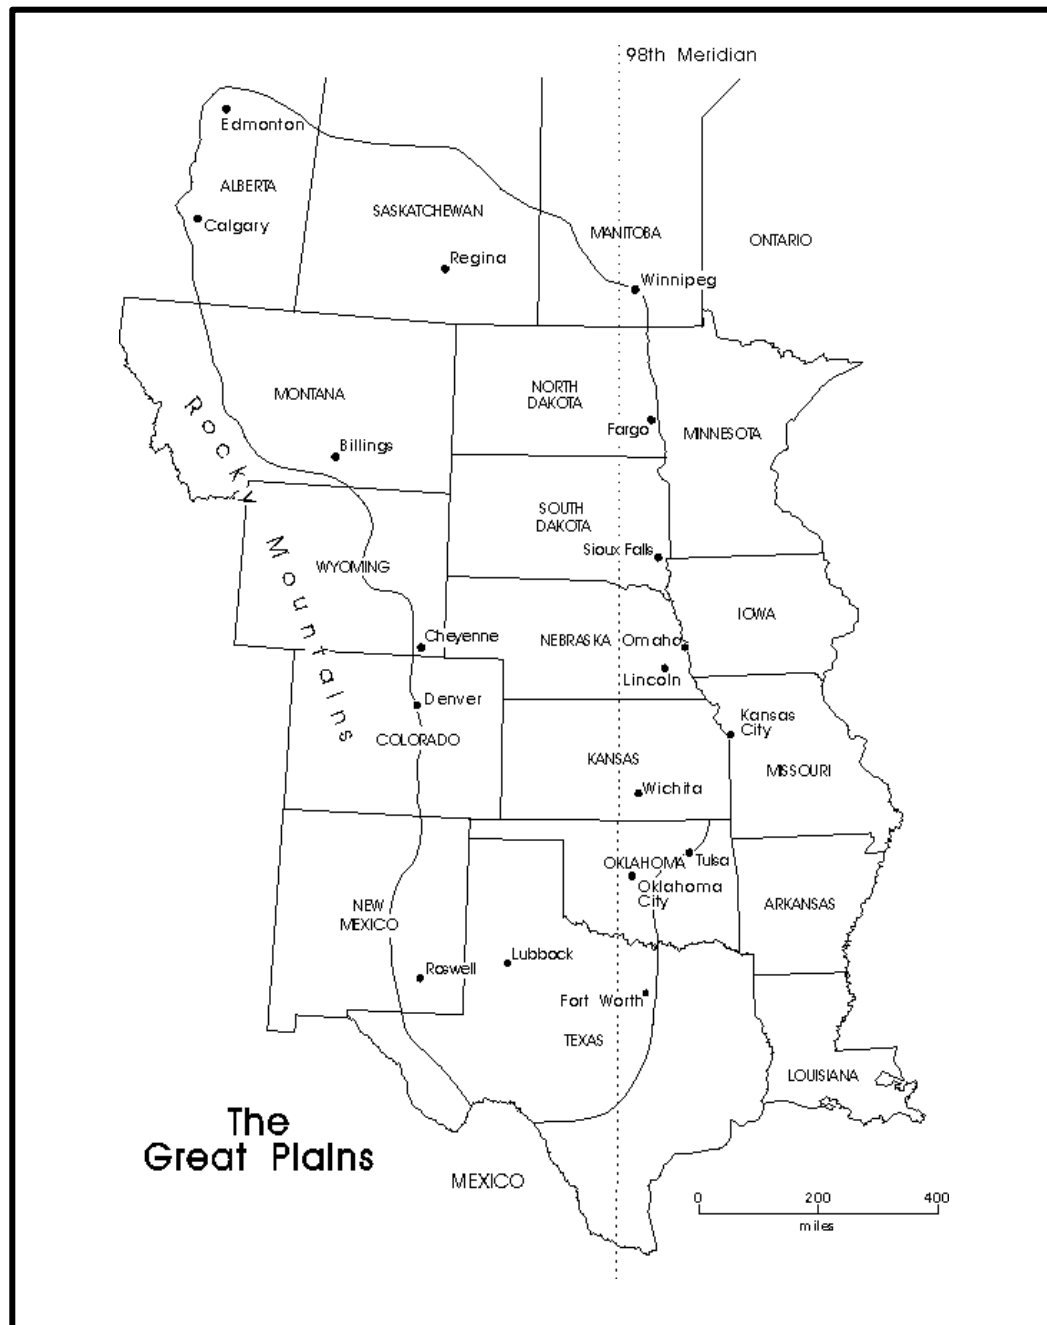 98th Meridian
Edmonton
ALBERTA
Calgary
SASKATCHEWAN
Regina
MANITOBA
ONTARIO
Winnipeg
MONTANA
NORTH
DAKOTA
Fargo
MINNESOTA
Billings
Rocky
Mountains
SOUTH
DAKOTA
Sioux Falls
WYOMING
IOWA
Cheyenne
NEBRASKA
Omaha
Lincoln
Denver
COLORADO
Kansas
City
KANSAS
MISSOURI
Wichita
OKLAHOMA
Tulsa
Oklahoma
City
NEW
MEXICO
ARKANSAS
Roswell
Lubbock
Fort Worth
TEXAS
LOUISIANA
The
Great Plains
MEXICO
0 200 400
miles